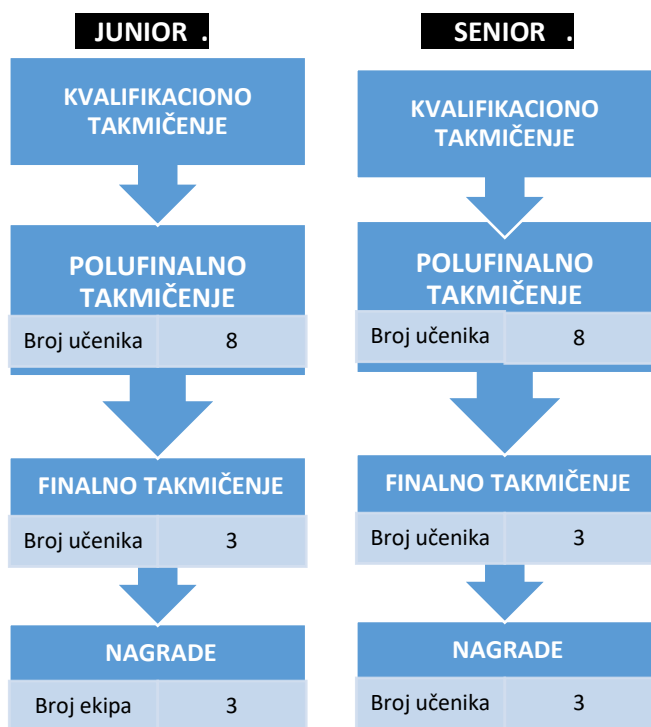 JUNIOR .
KVALIFIKACIONO
TAKMIČENJE
POLUFINALNO
TAKMIČENJE
Broj učenika 8
FINALNO TAKMIČENJE
Broj učenika 3
NAGRADE
Broj ekipa 3
SENIOR .
KVALIFIKACIONO
TAKMIČENJE
POLUFINALNO
TAKMIČENJE
Broj učenika 8
FINALNO TAKMIČENJE
Broj učenika 3
NAGRADE
Broj učenika 3